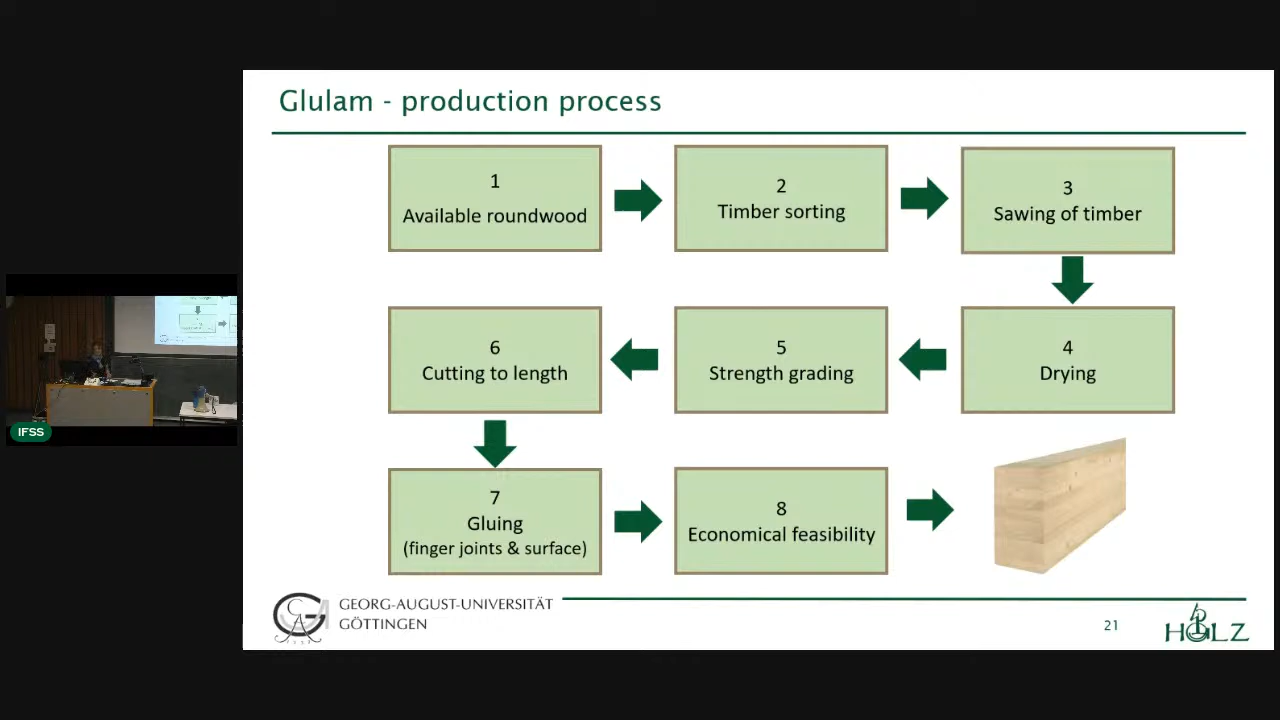 Glulam - production process
1
Available roundwood
2
Timber sorting
3
Sawing of timber
6
Cutting to length
5
Strength grading
4
Drying
7
Gluing
(finger joints & surface)
8
Economical feasibility
IFSS
GEORG-AUGUST-UNIVERSITÄT
GÖTTINGEN
21
HOLZ